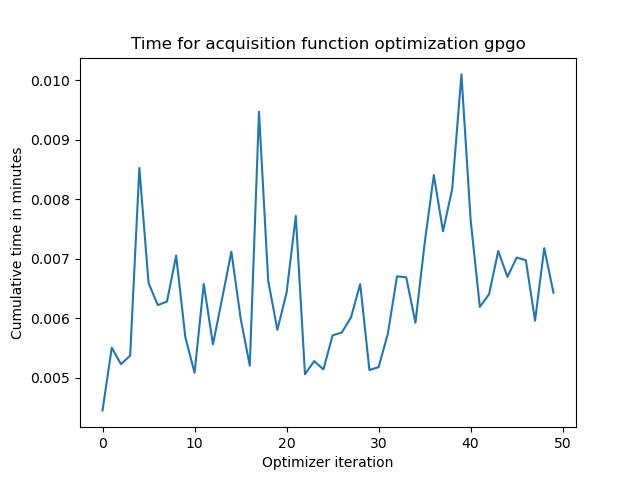 Time for acquisition function optimization gpgo
0.010
0.009
0.008
0.007
0.006
0.005
Cumulative time in minutes
0 10 20 30 40 50
Optimizer iteration